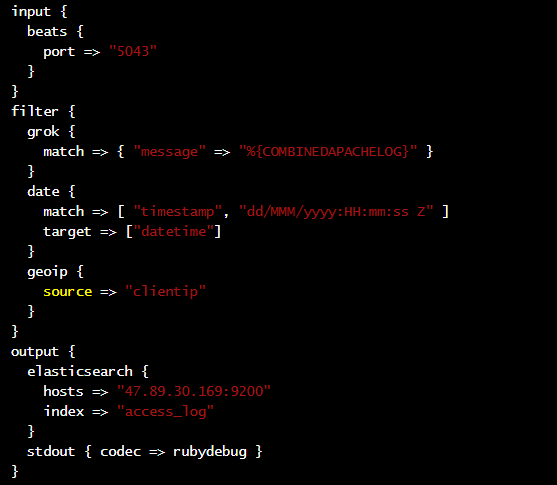 input {
  beats {
    port => "5043"
  }
}
filter {
  grok {
    match => { "message" => "%{COMBINEDAPACHELOG}" }
  }
  date {
    match => [ "timestamp", "dd/MMM/yyyy:HH:mm:ss Z" ]
    target => ["datetime"]
  }
  geoip {
    source => "clientip"
  }
}
output {
  elasticsearch {
    hosts => "47.89.30.169:9200"
    index => "access_log"
  }
  stdout { codec => rubydebug }
}